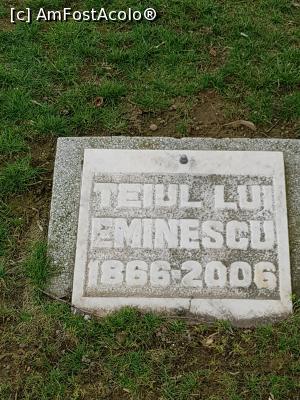 [c] AmFostAcolo®
TEIUL LUI
EMINESCU
1866-2006